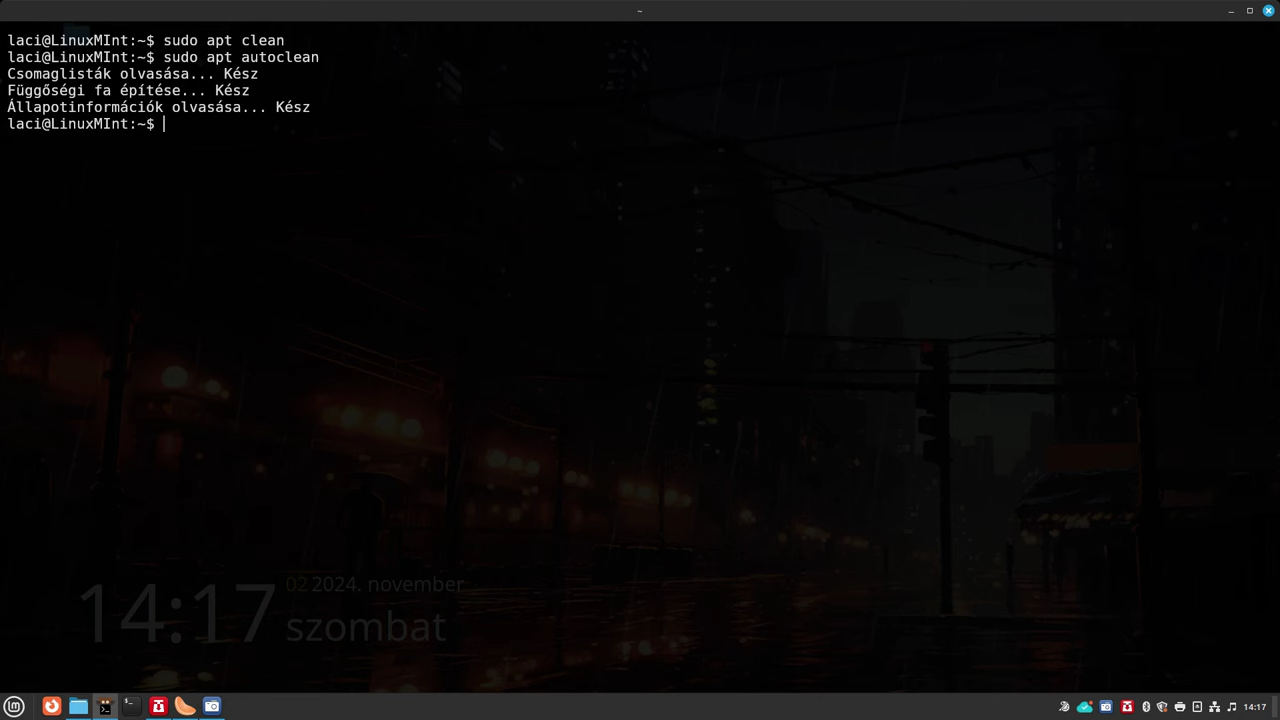 ~
laci@LinuxMInt:~$ sudo apt clean
laci@LinuxMInt:~$ sudo apt autoclean
Csomaglisták olvasása... Kész
Függőségi fa építése... Kész
Állapotinformációk olvasása... Kész
laci@LinuxMInt:~$
14:17
02 2024. november
szombat
14:17